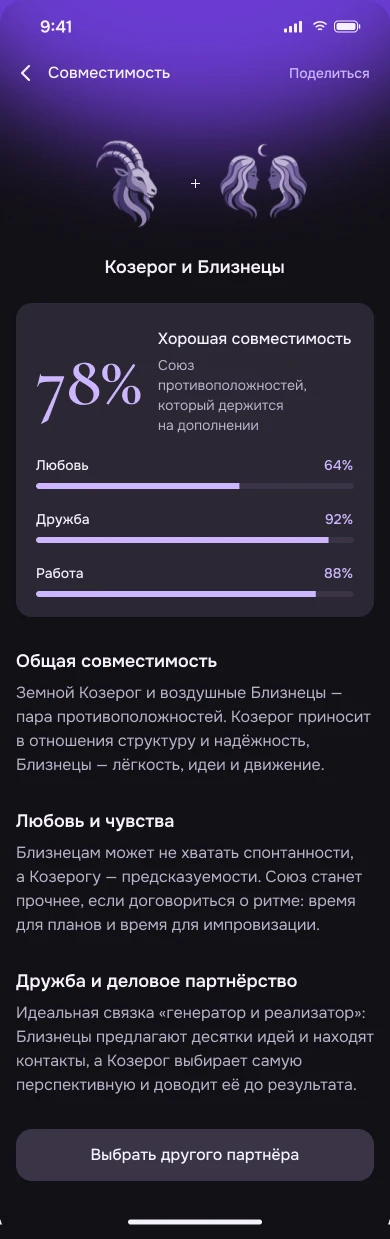 9:41
Совместимость
Поделиться
+
Козерог и Близнецы
78%
Хорошая совместимость
Союз
противоположностей,
который держится
на дополнении
Любовь
64%
Дружба
92%
Работа
88%
Общая совместимость
Земной Козерог и воздушные Близнецы —
пара противоположностей. Козерог приносит
в отношения структуру и надёжность,
Близнецы — лёгкость, идеи и движение.
Любовь и чувства
Близнецам может не хватать спонтанности,
а Козерогу — предсказуемости. Союз станет
прочнее, если договориться о ритме: время
для планов и время для импровизации.
Дружба и деловое партнёрство
Идеальная связка «генератор и реализатор»:
Близнецы предлагают десятки идей и находят
контакты, а Козерог выбирает самую
перспективную и доводит её до результата.
Выбрать другого партнёра